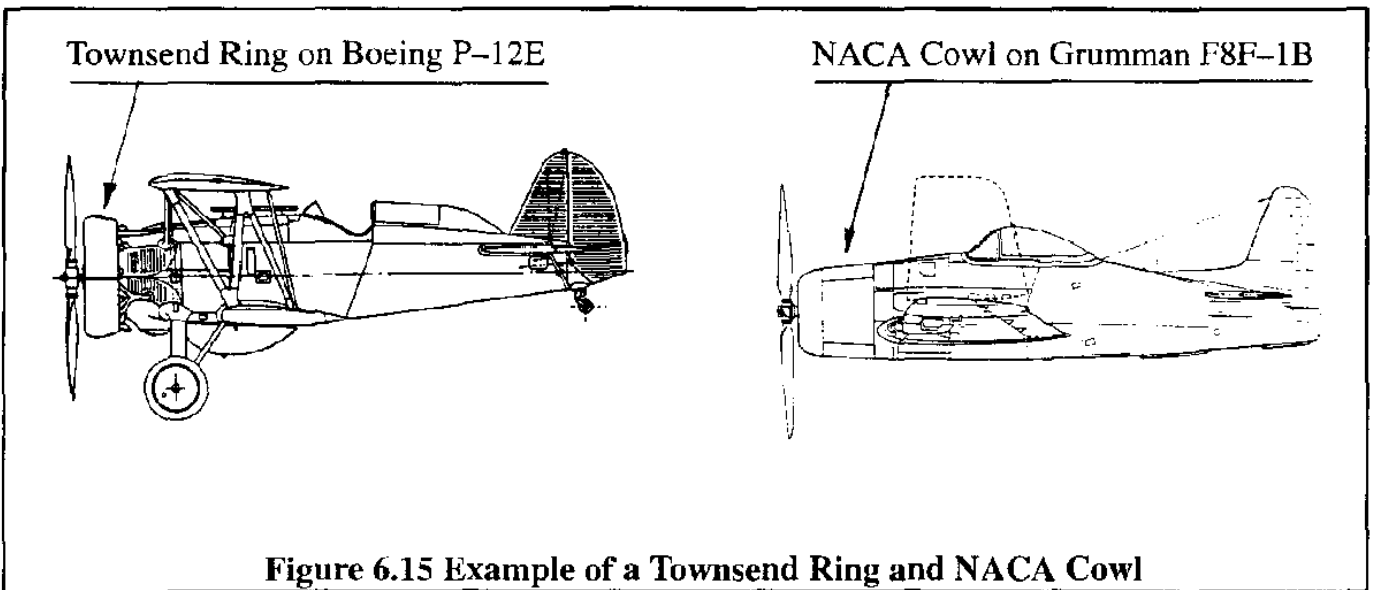 Townsend Ring on Boeing P–12E
NACA Cowl on Grumman F8F–1B
Figure 6.15 Example of a Townsend Ring and NACA Cowl